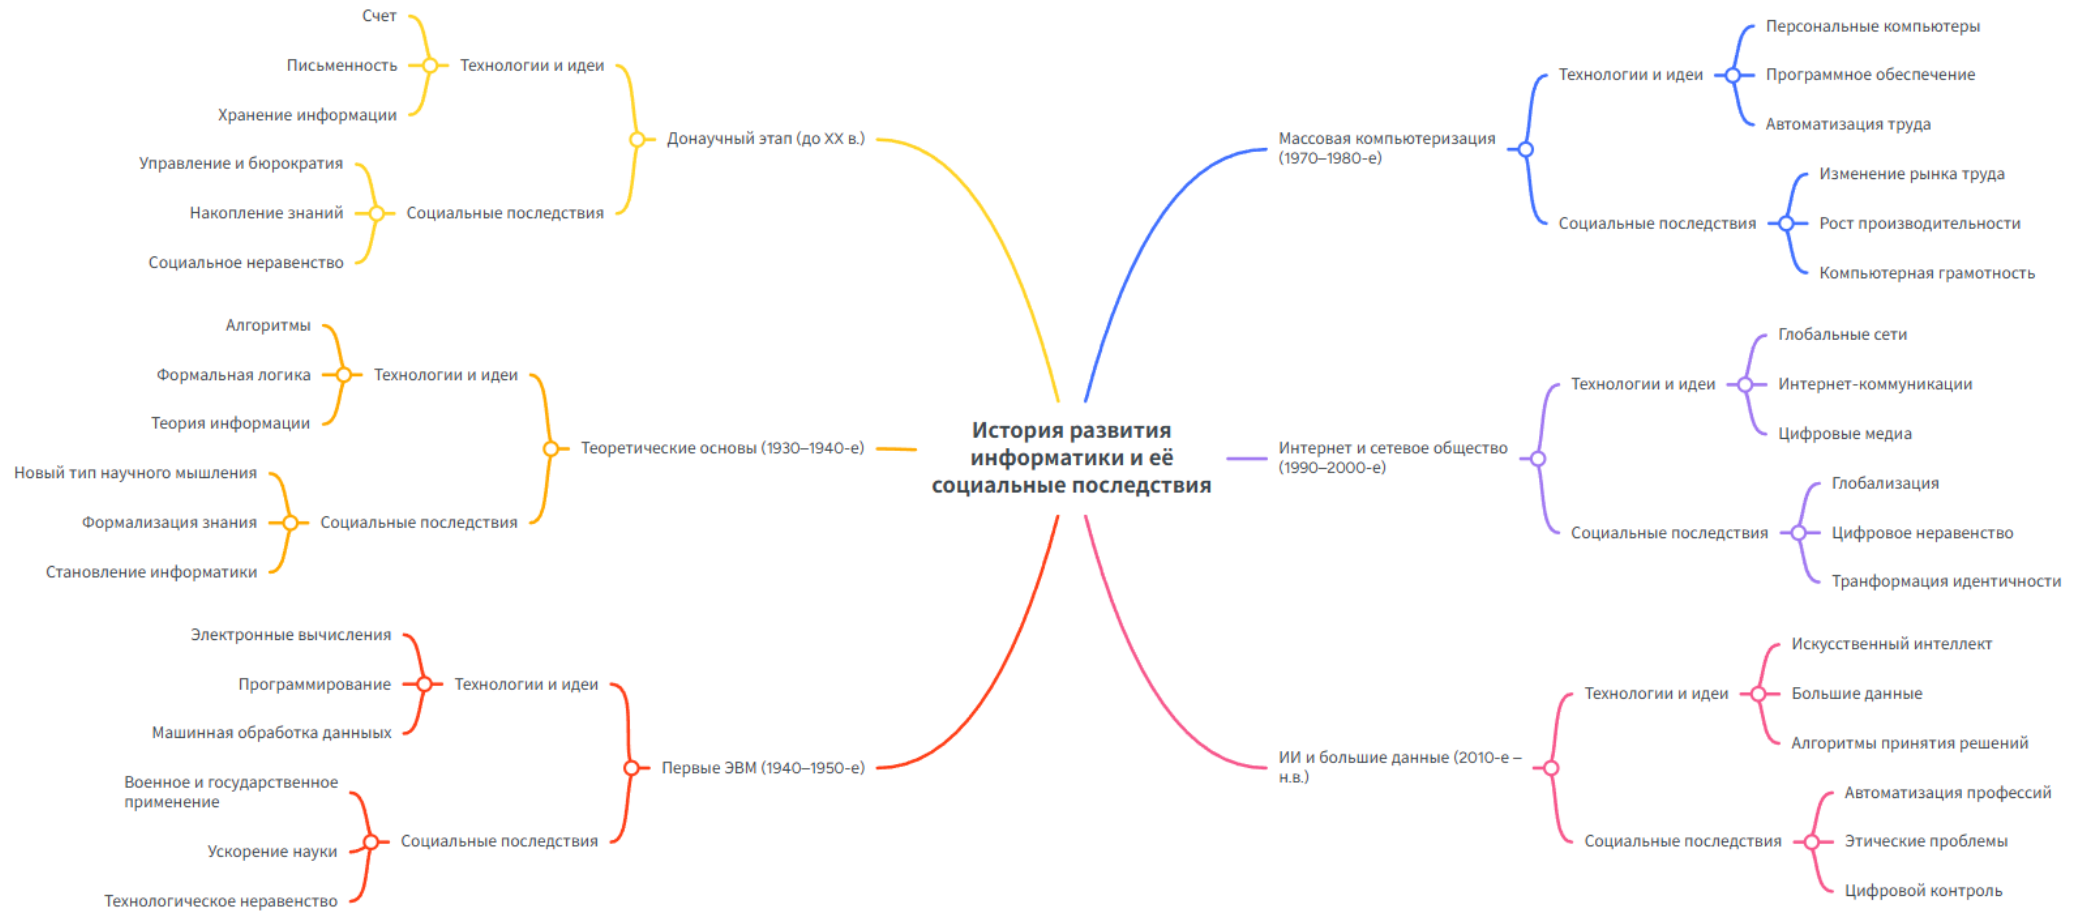 История развития
информатики и её
социальные последствия
Донаучный этап (до XX в.)
Технологии и идеи
Счет
Письменность
Хранение информации
Социальные последствия
Управление и бюрократия
Накопление знаний
Социальное неравенство
Теоретические основы (1930–1940-е)
Технологии и идеи
Алгоритмы
Формальная логика
Теория информации
Социальные последствия
Новый тип научного мышления
Формализация знания
Становление информатики
Первые ЭВМ (1940–1950-е)
Технологии и идеи
Электронные вычисления
Программирование
Машинная обработка данныых
Социальные последствия
Военное и государственное
применение
Ускорение науки
Технологическое неравенство
Массовая компьютеризация
(1970–1980-е)
Технологии и идеи
Персональные компьютеры
Программное обеспечение
Автоматизация труда
Социальные последствия
Изменение рынка труда
Рост производительности
Компьютерная грамотность
Интернет и сетевое общество
(1990–2000-е)
Технологии и идеи
Глобальные сети
Интернет-коммуникации
Цифровые медиа
Социальные последствия
Глобализация
Цифровое неравенство
Транформация идентичности
ИИ и большие данные (2010-е –
н.в.)
Технологии и идеи
Искусственный интеллект
Большие данные
Алгоритмы принятия решений
Социальные последствия
Автоматизация профессий
Этические проблемы
Цифровой контроль